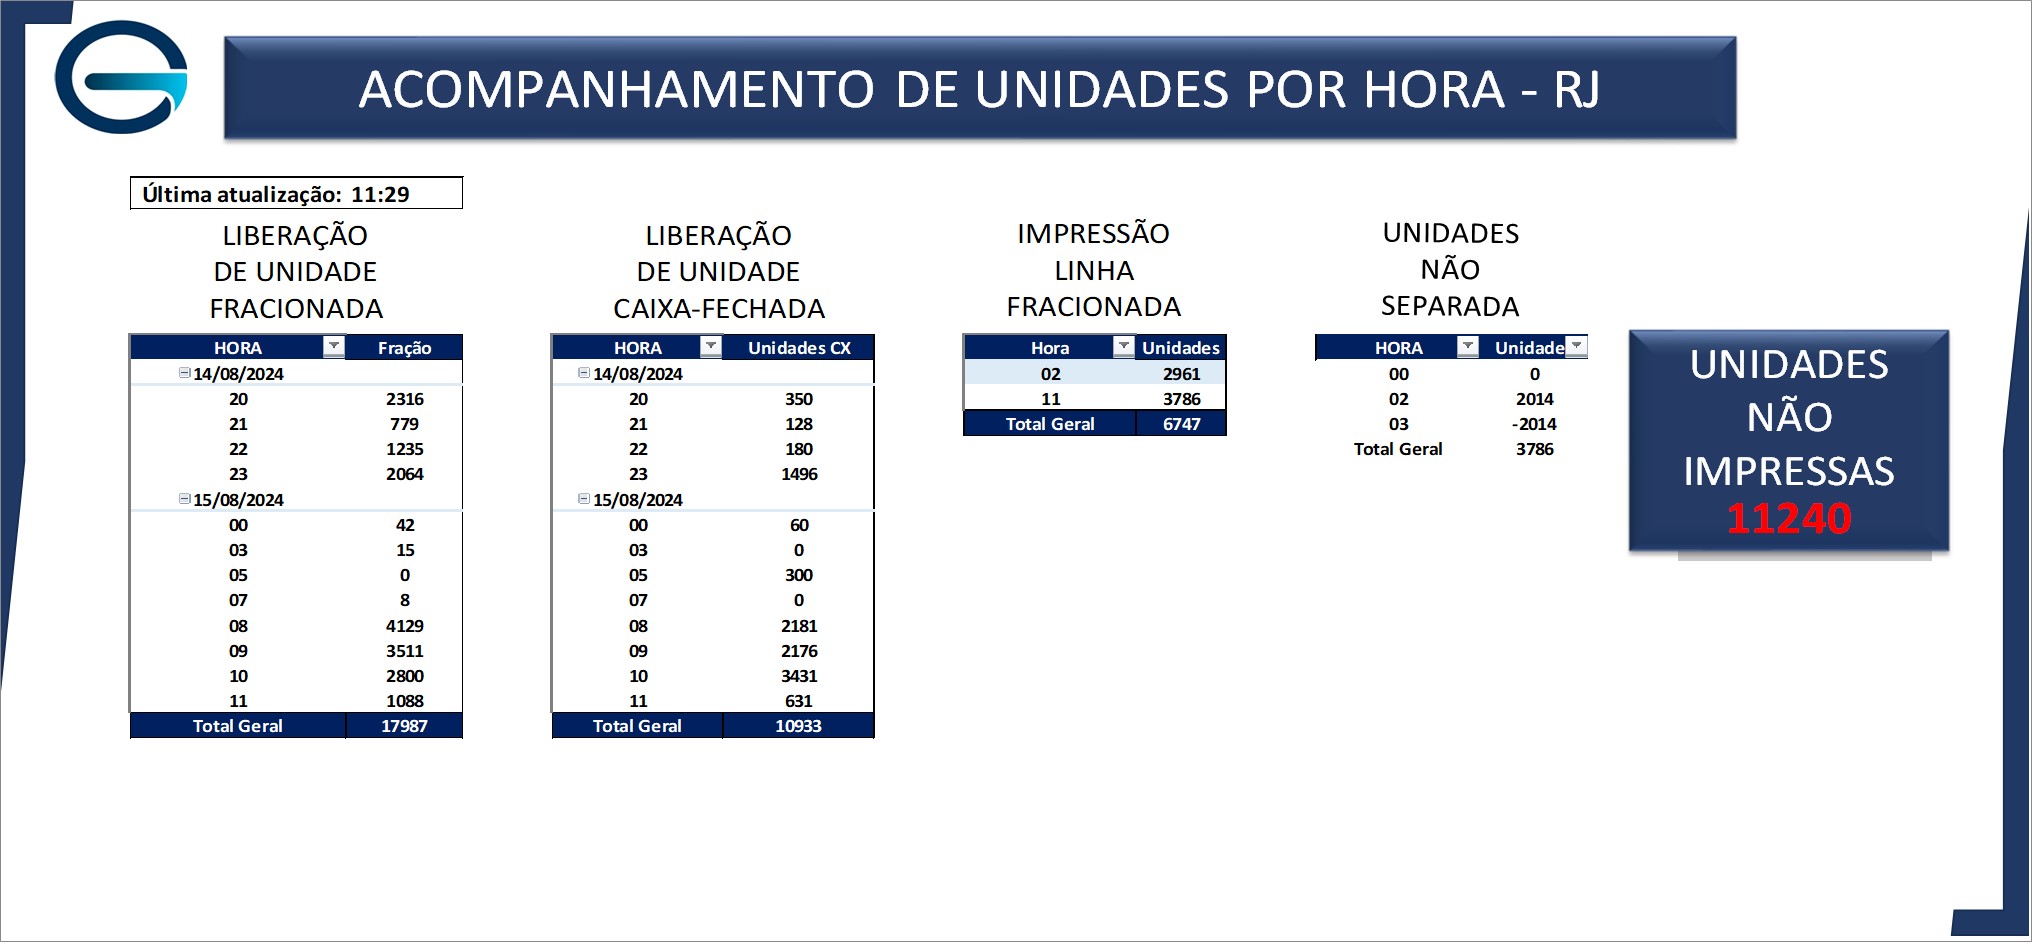 ACOMPANHAMENTO DE UNIDADES POR HORA - RJ
Última atualização: 11:29
LIBERAÇÃO
DE UNIDADE
FRACIONADA
HORA Fração
14/08/2024
20 2316
21 779
22 1235
23 2064
15/08/2024
00 42
03 15
05 0
07 8
08 4129
09 3511
10 2800
11 1088
Total Geral 17987
LIBERAÇÃO
DE UNIDADE
CAIXA-FECHADA
HORA Unidades CX
14/08/2024
20 350
21 128
22 180
23 1496
15/08/2024
00 60
03 0
05 300
07 0
08 2181
09 2176
10 3431
11 631
Total Geral 10933
IMPRESSÃO
LINHA
FRACIONADA
Hora Unidades
02 2961
11 3786
Total Geral 6747
UNIDADES
NÃO
SEPARADA
HORA Unidade
00 0
02 2014
03 -2014
Total Geral 3786
UNIDADES
NÃO
IMPRESSAS
11240